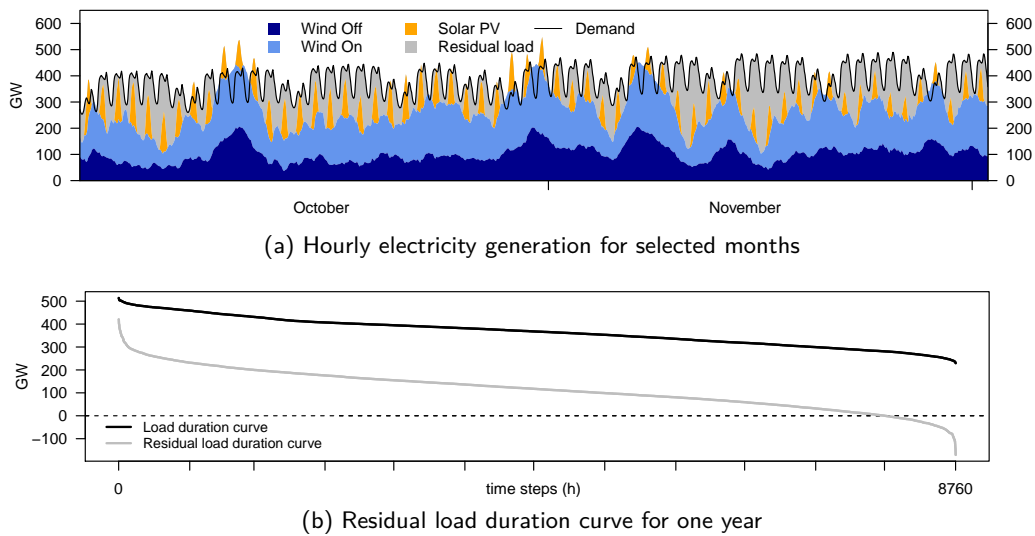 600
500
400
300
200
100
0
GW
Wind Off
Wind On
Solar PV
Residual load
Demand
600
500
400
300
200
100
0
October
November
(a) Hourly electricity generation for selected months
500
400
300
200
100
0
−100
GW
Load duration curve
Residual load duration curve
0
time steps (h)
8760
(b) Residual load duration curve for one year